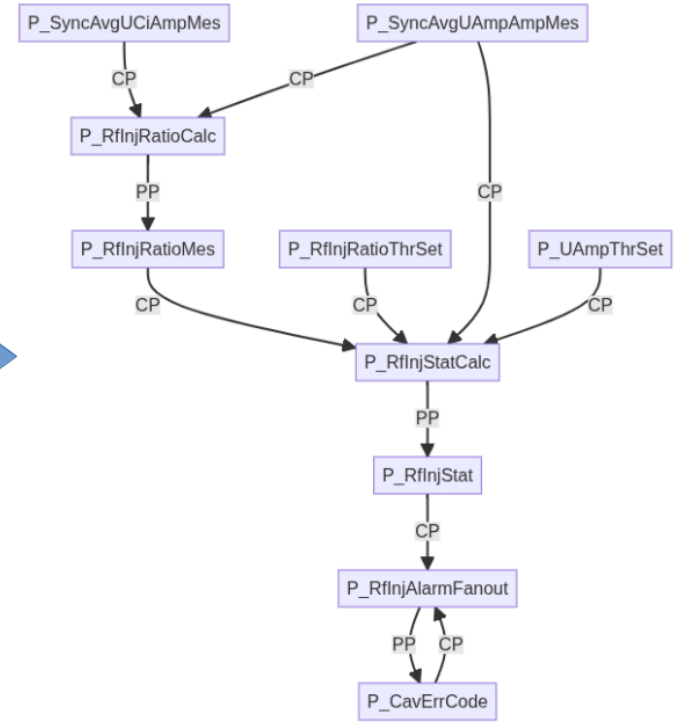 P_SyncAvgUCiAmpMes
P_SyncAvgUAmpAmpMes
CP
CP
P_RfInjRatioCalc
PP
CP
P_RfInjRatioMes
P_RfInjRatioThrSet
P_UAmpThrSet
CP
CP
CP
P_RfInjStatCalc
PP
P_RfInjStat
CP
P_RfInjAlarmFanout
PP
CP
P_CavErrCode